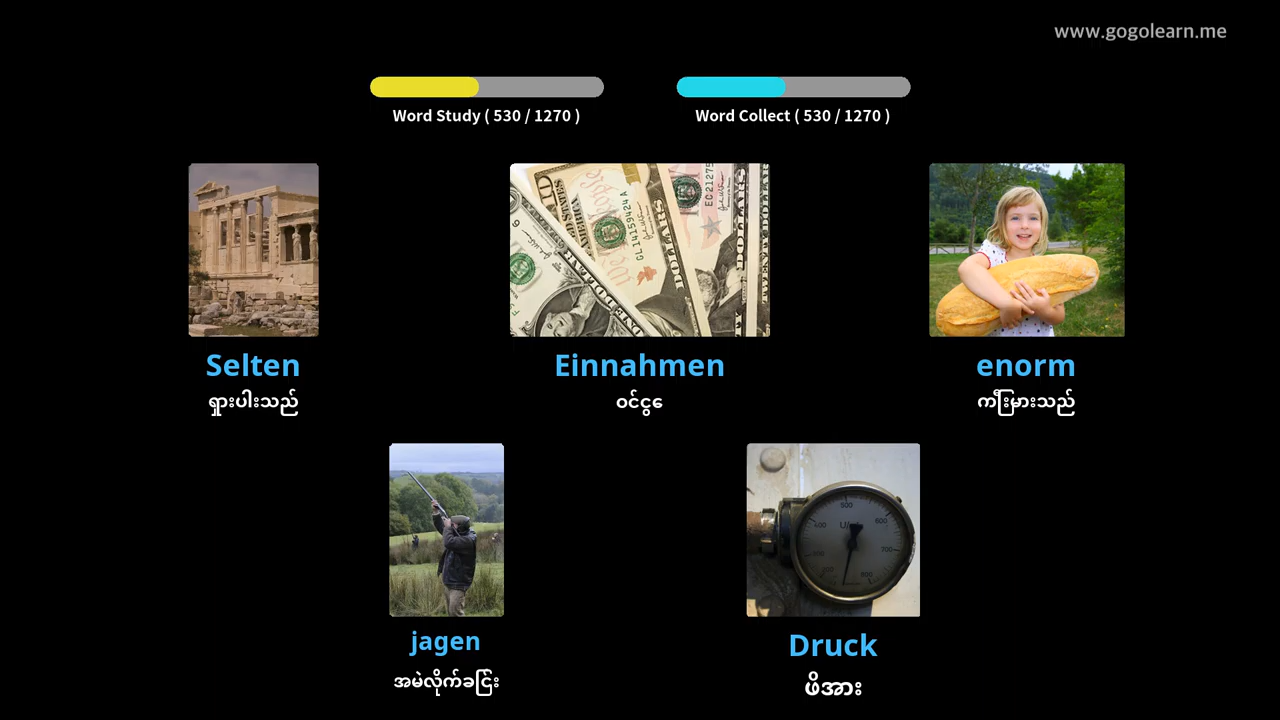 www.gogolearn.me
Word Study ( 530 / 1270 )
Word Collect ( 530 / 1270 )
Selten
ရှားပါးသည်
Einnahmen
ဝင်ငွေ
enorm
ကြီးမားသည်
jagen
အမဲလိုက်ခြင်း
Druck
ဖိအား